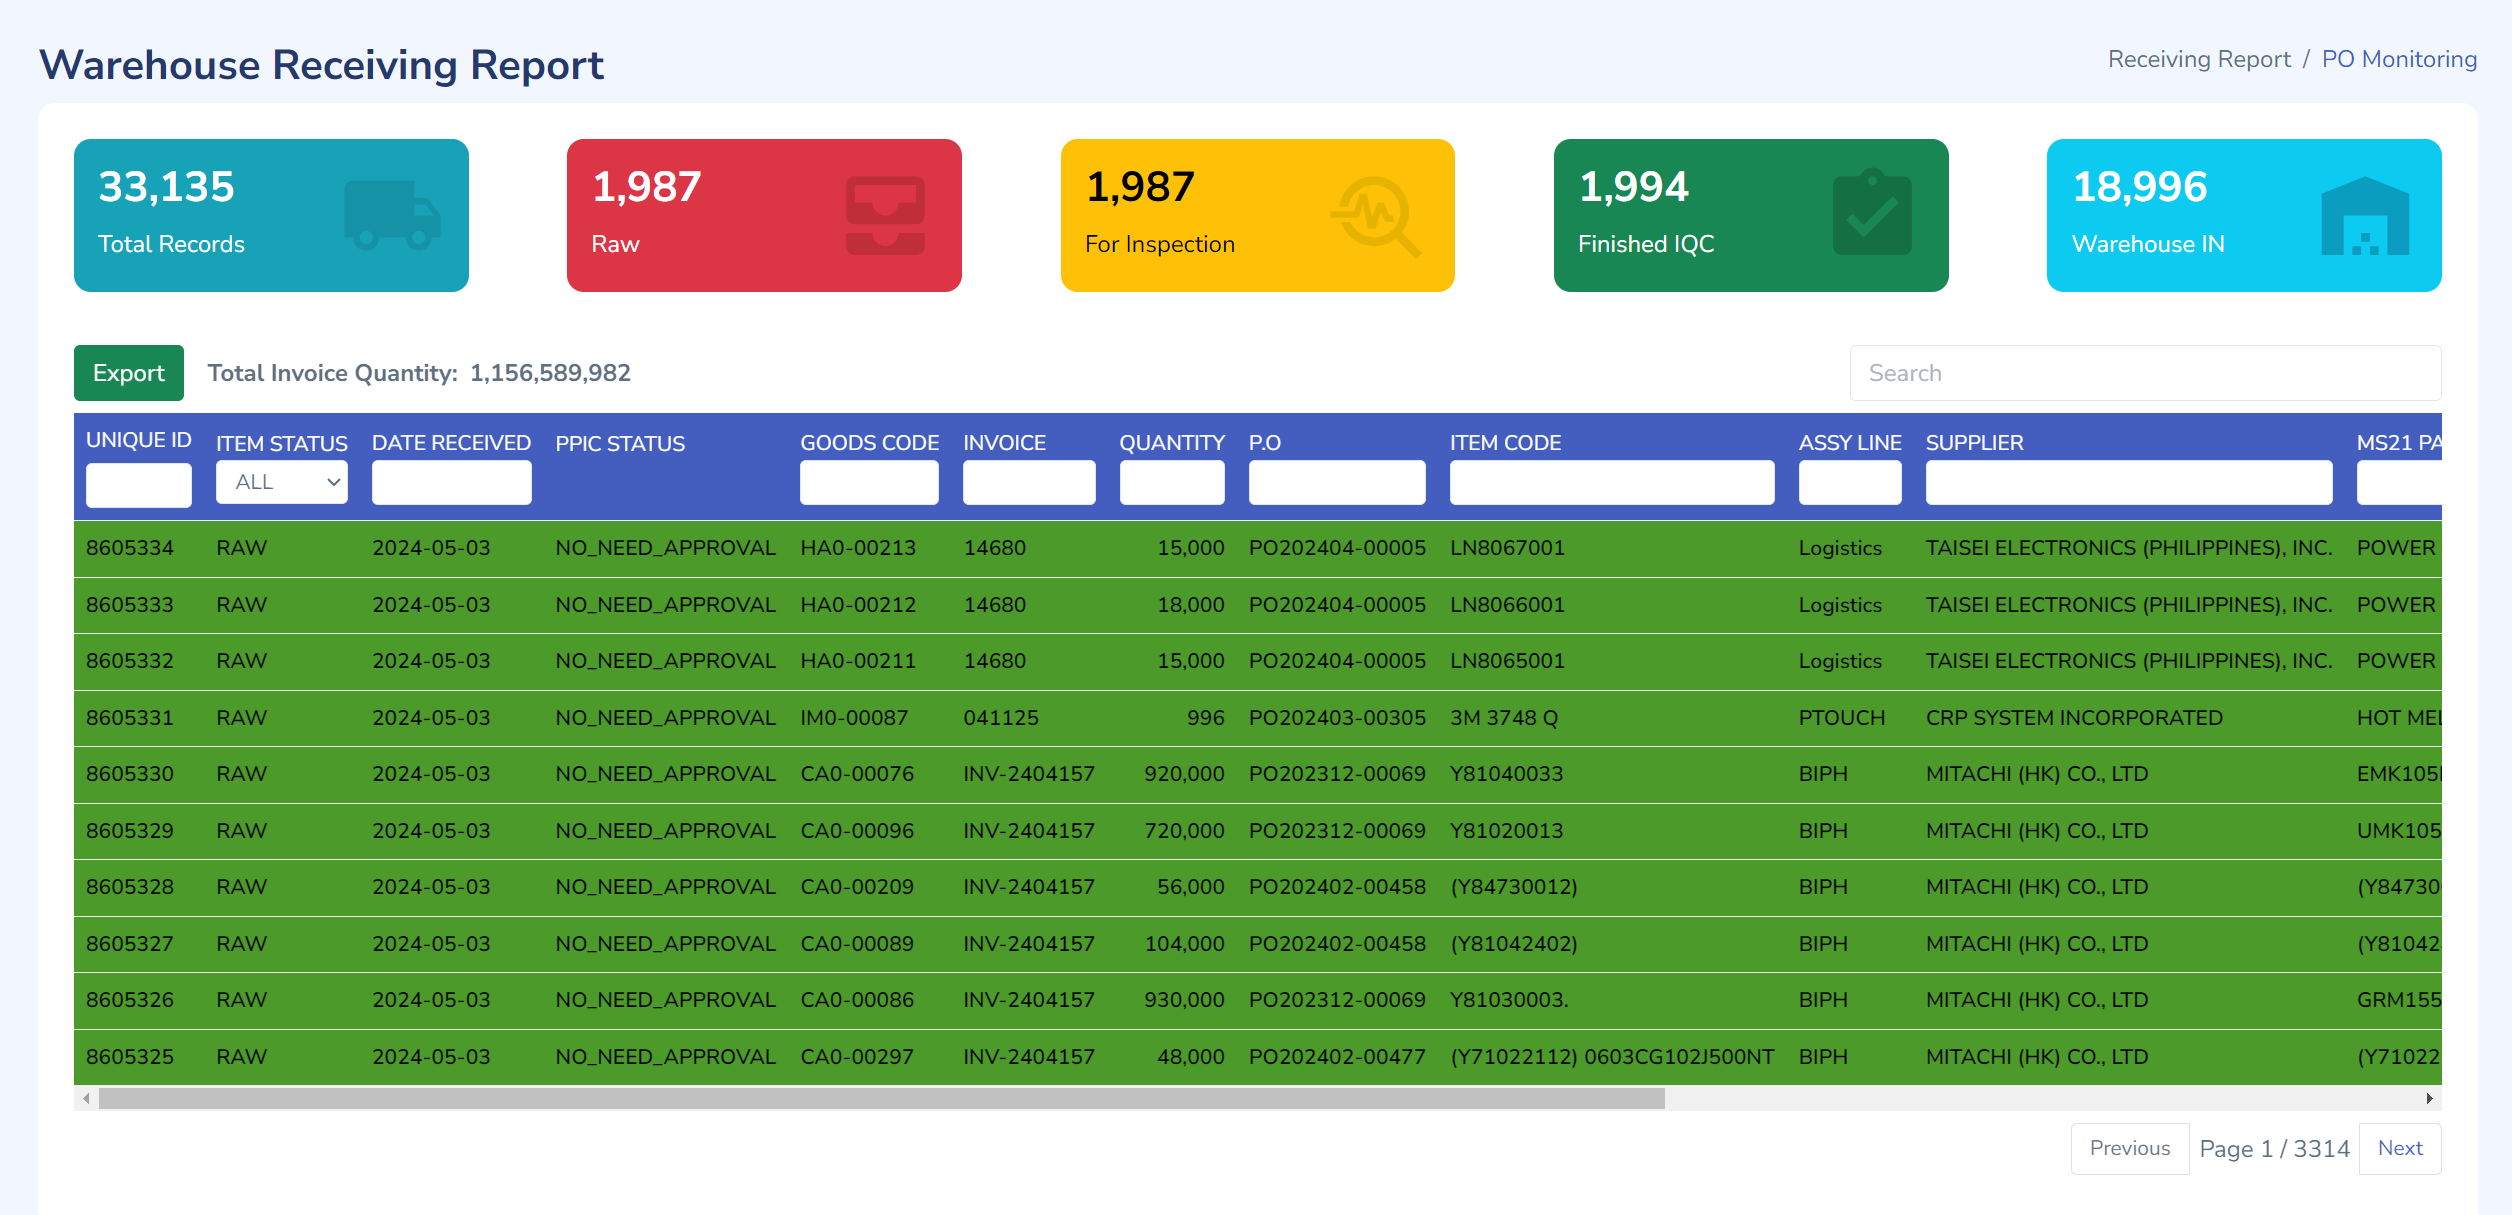 Warehouse Receiving Report
Receiving Report / PO Monitoring
33,135
Total Records
1,987
Raw
1,987
For Inspection
1,994
Finished IQC
18,996
Warehouse IN
Export Total Invoice Quantity: 1,156,589,982 Search
UNIQUE ID ITEM STATUS DATE RECEIVED PPIC STATUS GOODS CODE INVOICE QUANTITY P.O ITEM CODE ASSY LINE SUPPLIER MS21 PA
ALL
8605334 RAW 2024-05-03 NO_NEED_APPROVAL HA0-00213 14680 15,000 PO202404-00005 LN8067001 Logistics TAISEI ELECTRONICS (PHILIPPINES), INC. POWER
8605333 RAW 2024-05-03 NO_NEED_APPROVAL HA0-00212 14680 18,000 PO202404-00005 LN8066001 Logistics TAISEI ELECTRONICS (PHILIPPINES), INC. POWER
8605332 RAW 2024-05-03 NO_NEED_APPROVAL HA0-00211 14680 15,000 PO202404-00005 LN8065001 Logistics TAISEI ELECTRONICS (PHILIPPINES), INC. POWER
8605331 RAW 2024-05-03 NO_NEED_APPROVAL IM0-00087 041125 996 PO202403-00305 3M 3748 Q PTOUCH CRP SYSTEM INCORPORATED HOT MEL
8605330 RAW 2024-05-03 NO_NEED_APPROVAL CA0-00076 INV-2404157 920,000 PO202312-00069 Y81040033 BIPH MITACHI (HK) CO., LTD EMK105
8605329 RAW 2024-05-03 NO_NEED_APPROVAL CA0-00096 INV-2404157 720,000 PO202312-00069 Y81020013 BIPH MITACHI (HK) CO., LTD UMK105
8605328 RAW 2024-05-03 NO_NEED_APPROVAL CA0-00209 INV-2404157 56,000 PO202402-00458 (Y84730012) BIPH MITACHI (HK) CO., LTD (Y84730
8605327 RAW 2024-05-03 NO_NEED_APPROVAL CA0-00089 INV-2404157 104,000 PO202402-00458 (Y81042402) BIPH MITACHI (HK) CO., LTD (Y81042
8605326 RAW 2024-05-03 NO_NEED_APPROVAL CA0-00086 INV-2404157 930,000 PO202312-00069 Y81030003. BIPH MITACHI (HK) CO., LTD GRM155
8605325 RAW 2024-05-03 NO_NEED_APPROVAL CA0-00297 INV-2404157 48,000 PO202402-00477 (Y71022112) 0603CG102J500NT BIPH MITACHI (HK) CO., LTD (Y71022
Previous Page 1 / 3314 Next